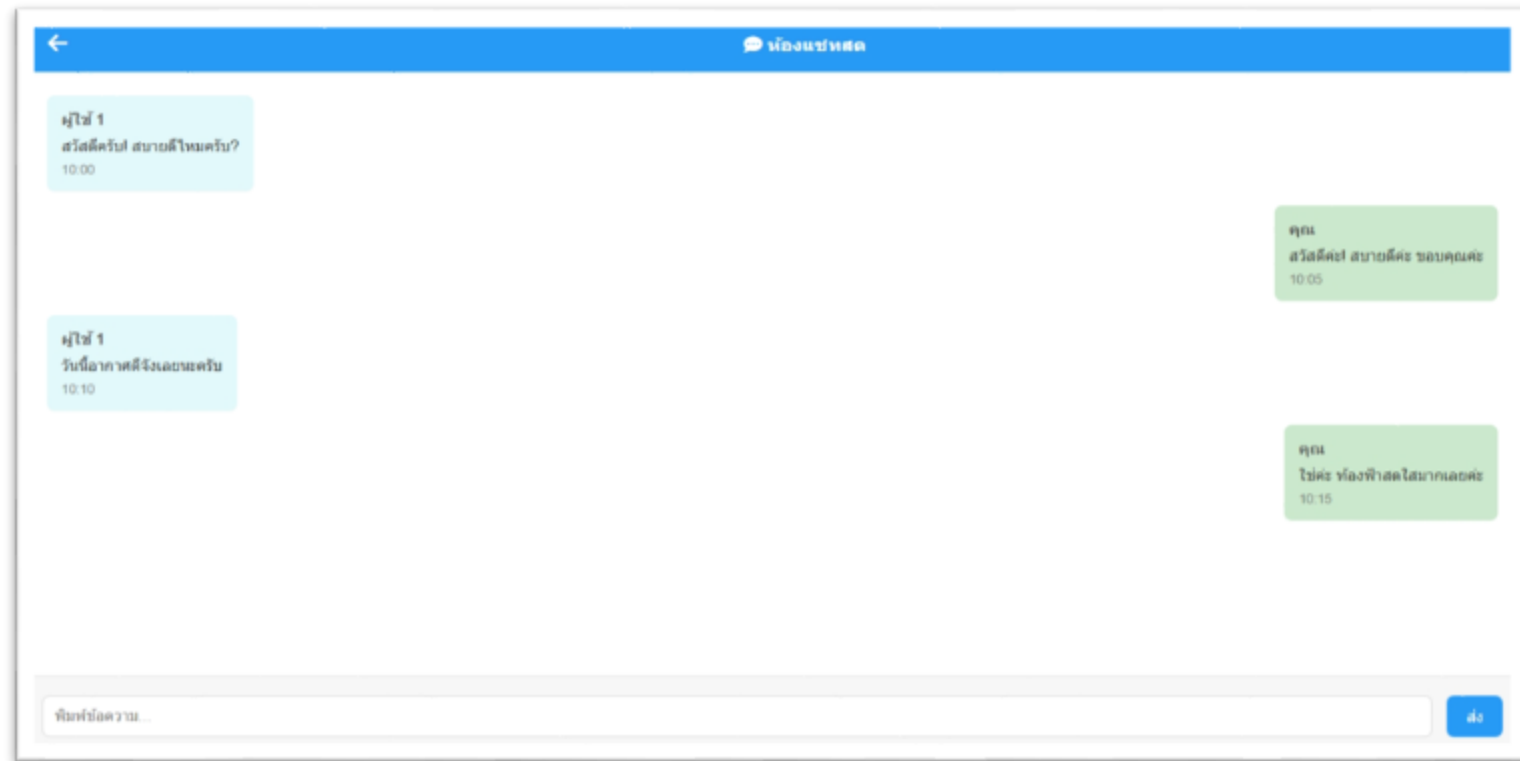 ห้องแชทสด
ผู้ใช้ 1
สวัสดีครับ! สบายดีไหมครับ?
10:00
คุณ
สวัสดีค่ะ! สบายดีค่ะ ขอบคุณค่ะ
10:05
ผู้ใช้ 1
วันนี้อากาศดีจังเลยนะครับ
10:10
คุณ
ใช่ค่ะ ท้องฟ้าสดใสมากเลยค่ะ
10:15
พิมพ์ข้อความ...
ส่ง